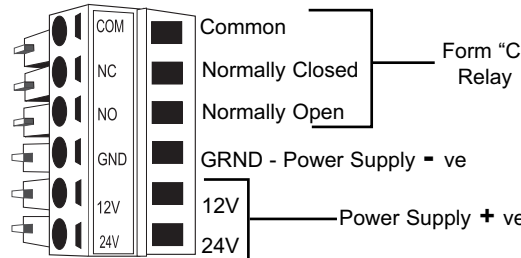 COM
NC
NO
GND
12V
24V
Common
Normally Closed
Normally Open
Form “C
Relay
GRND - Power Supply - ve
12V
24V
Power Supply + ve